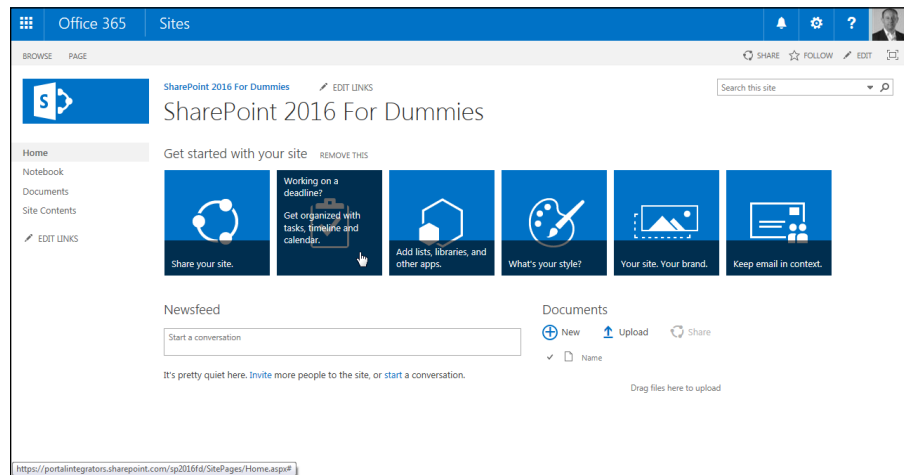 Office 365
Sites
?
BROWSE
PAGE
SHARE
FOLLOW
EDIT
S
SharePoint 2016 For Dummies
EDIT LINKS
Search this site
SharePoint 2016 For Dummies
Home
Notebook
Documents
Site Contents
EDIT LINKS
Get started with your site
REMOVE THIS
Share your site.
Working on a
deadline?
Get organized with
tasks, timeline and
calendar.
Add lists, libraries, and
other apps.
What's your style?
Your site. Your brand.
Keep email in context.
Newsfeed
Start a conversation
It's pretty quiet here. Invite more people to the site, or start a conversation.
Documents
New
Upload
Share
Name
Drag files here to upload
https://portalintegrators.sharepoint.com/sp2016fd/SitePages/Home.aspx#